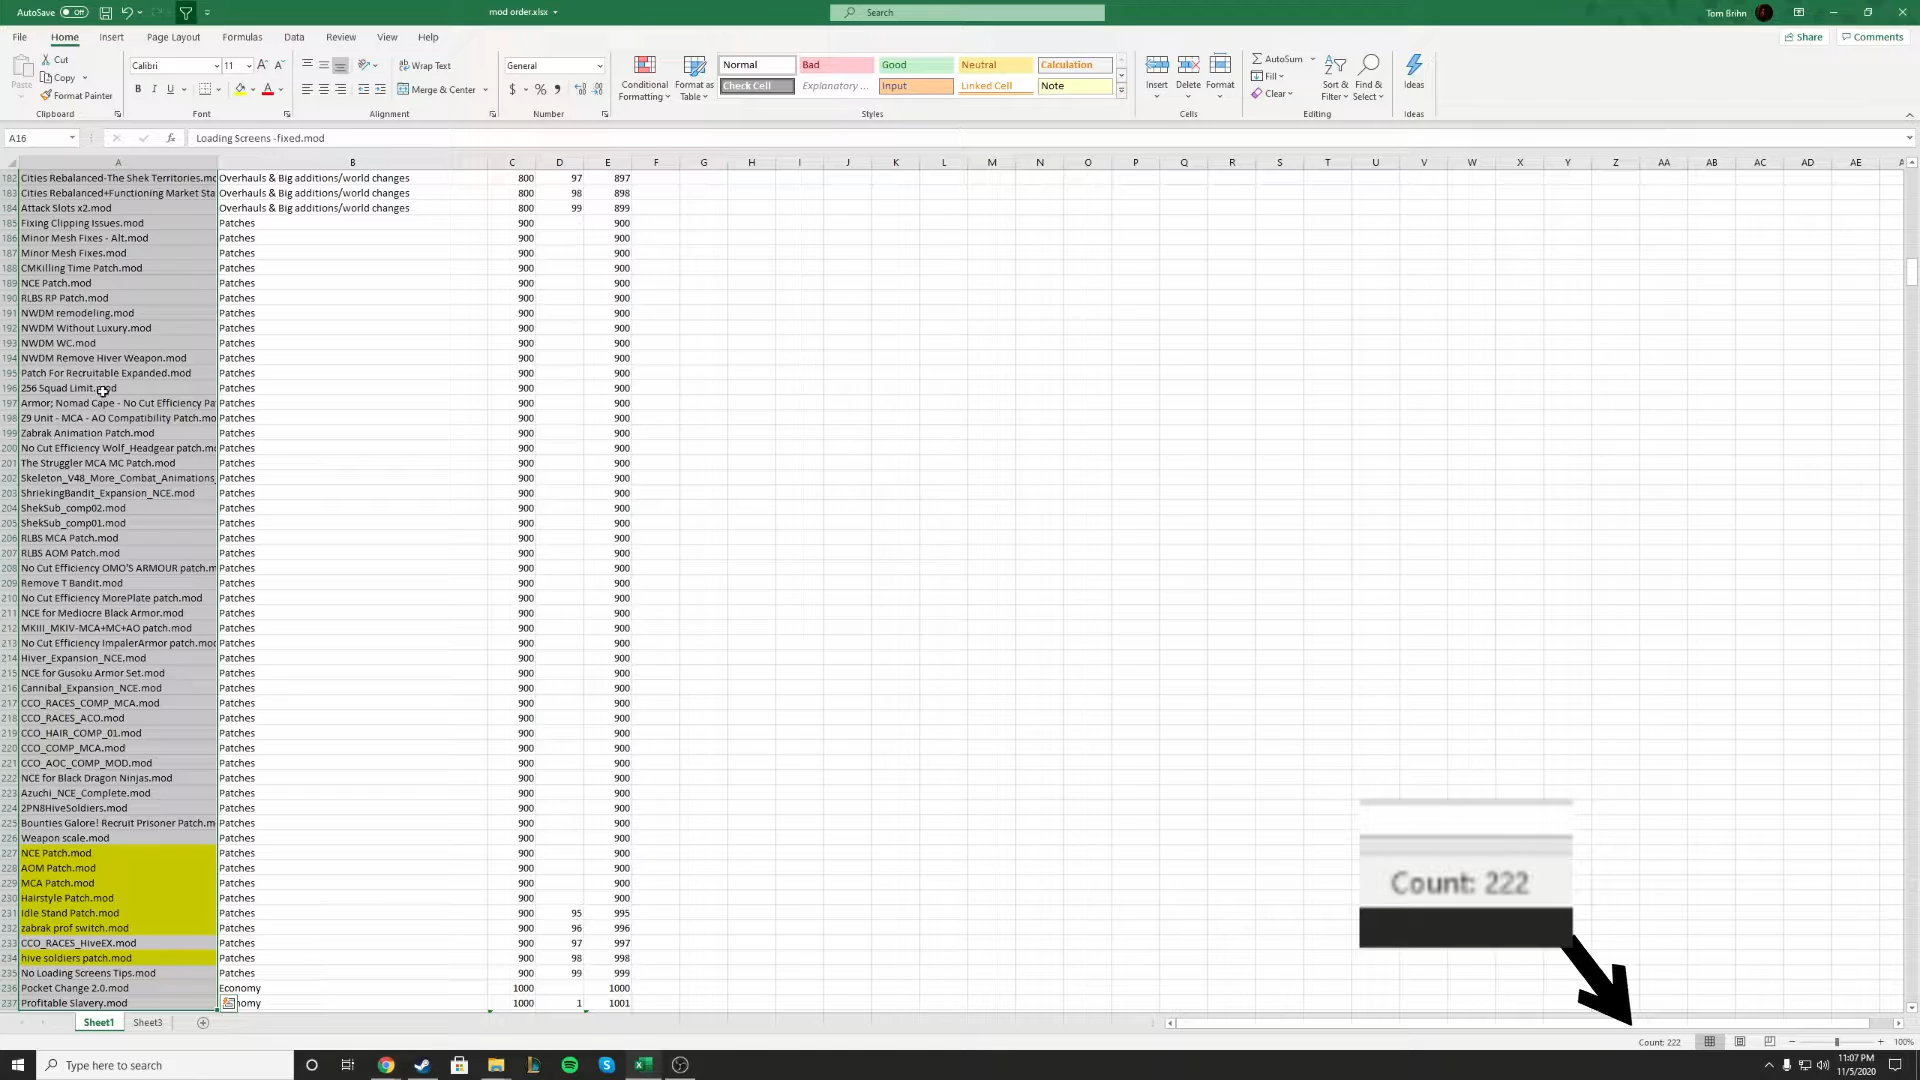 AutoSave Off mod order.xlsx Search Tom Brihn
File Home Insert Page Layout Formulas Data Review View Help Share Comments
Paste Cut Copy Format Painter Clipboard
Calibri 11 Font
Wrap Text Merge & Center Alignment
General Number
Conditional Formatting Format as Table
Normal Bad Good Neutral Calculation
Check Cell Explanatory ... Input Linked Cell Note
Styles
Insert Delete Format Cells
AutoSum Fill Clear Sort & Filter Find & Select Editing
Ideas Ideas
A16 fx Loading Screens -fixed.mod
A B C D E F G H I J K L M N O P Q R S T U V W X Y Z AA AB AC AD AE
182 Cities Rebalanced-The Shek Territories.mo Overhauls & Big additions/world changes 800 97 897
183 Cities Rebalanced+Functioning Market Sta Overhauls & Big additions/world changes 800 98 898
184 Attack Slots x2.mod Overhauls & Big additions/world changes 800 99 899
185 Fixing Clipping Issues.mod Patches 900 900
186 Minor Mesh Fixes - Alt.mod Patches 900 900
187 Minor Mesh Fixes.mod Patches 900 900
188 CMKilling Time Patch.mod Patches 900 900
189 NCE Patch.mod Patches 900 900
190 RLBS RP Patch.mod Patches 900 900
191 NWDM remodeling.mod Patches 900 900
192 NWDM Without Luxury.mod Patches 900 900
193 NWDM WC.mod Patches 900 900
194 NWDM Remove Hiver Weapon.mod Patches 900 900
195 Patch For Recruitable Expanded.mod Patches 900 900
196 256 Squad Limit.mod Patches 900 900
197 Armor; Nomad Cape - No Cut Efficiency Pa Patches 900 900
198 Z9 Unit - MCA - AO Compatibility Patch.mo Patches 900 900
199 Zabrak Animation Patch.mod Patches 900 900
200 No Cut Efficiency Wolf_Headgear patch.mo Patches 900 900
201 The Struggler MCA MC Patch.mod Patches 900 900
202 Skeleton_V48_More_Combat_Animations_ Patches 900 900
203 ShriekingBandit_Expansion_NCE.mod Patches 900 900
204 ShekSub_comp02.mod Patches 900 900
205 ShekSub_comp01.mod Patches 900 900
206 RLBS MCA Patch.mod Patches 900 900
207 RLBS AOM Patch.mod Patches 900 900
208 No Cut Efficiency OMO'S ARMOUR patch.m Patches 900 900
209 Remove T Bandit.mod Patches 900 900
210 No Cut Efficiency MorePlate patch.mod Patches 900 900
211 NCE for Mediocre Black Armor.mod Patches 900 900
212 MKIII_MKIV-MCA+MC+AO patch.mod Patches 900 900
213 No Cut Efficiency ImpalerArmor patch.mod Patches 900 900
214 Hiver_Expansion_NCE.mod Patches 900 900
215 NCE for Gusoku Armor Set.mod Patches 900 900
216 Cannibal_Expansion_NCE.mod Patches 900 900
217 CCO_RACES_COMP_MCA.mod Patches 900 900
218 CCO_RACES_ACO.mod Patches 900 900
219 CCO_HAIR_COMP_01.mod Patches 900 900
220 CCO_COMP_MCA.mod Patches 900 900
221 CCO_AOC_COMP_MOD.mod Patches 900 900
222 NCE for Black Dragon Ninjas.mod Patches 900 900
223 Azuchi_NCE_Complete.mod Patches 900 900
224 2PN8HiveSoldiers.mod Patches 900 900
225 Bounties Galore! Recruit Prisoner Patch.m Patches 900 900
226 Weapon scale.mod Patches 900 900
227 NCE Patch.mod Patches 900 900
228 AOM Patch.mod Patches 900 900
229 MCA Patch.mod Patches 900 900
230 Hairstyle Patch.mod Patches 900 900
231 Idle Stand Patch.mod Patches 900 95 995
232 zabrak prof switch.mod Patches 900 96 996
233 CCO_RACES_HiveEX.mod Patches 900 97 997
234 hive soldiers patch.mod Patches 900 98 998
235 No Loading Screens Tips.mod Patches 900 99 999
236 Pocket Change 2.0.mod Economy 1000 1000
237 Profitable Slavery.mod nomy 1000 1 1001
Count: 222
Sheet1 Sheet3
Count: 222 100%
Type here to search 11:07 PM
11/5/2020